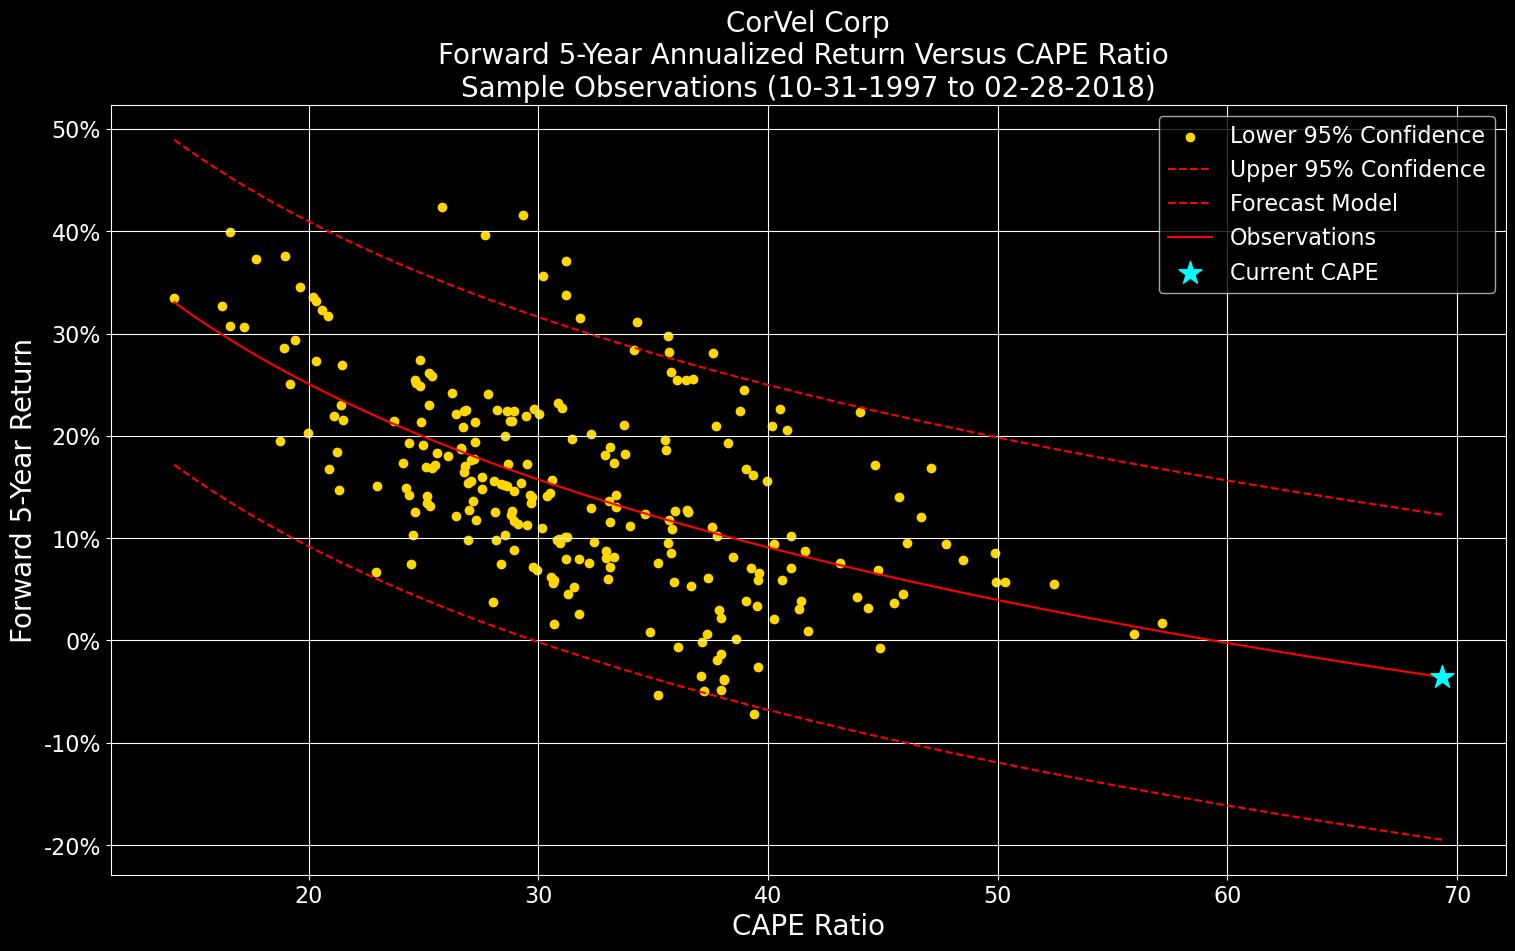 CorVel Corp
Forward 5-Year Annualized Return Versus CAPE Ratio
Sample Observations (10-31-1997 to 02-28-2018)
Lower 95% Confidence
Upper 95% Confidence
Forecast Model
Observations
Current CAPE
Forward 5-Year Return
50%
40%
30%
20%
10%
0%
-10%
-20%
20 30 40 50 60 70
CAPE Ratio